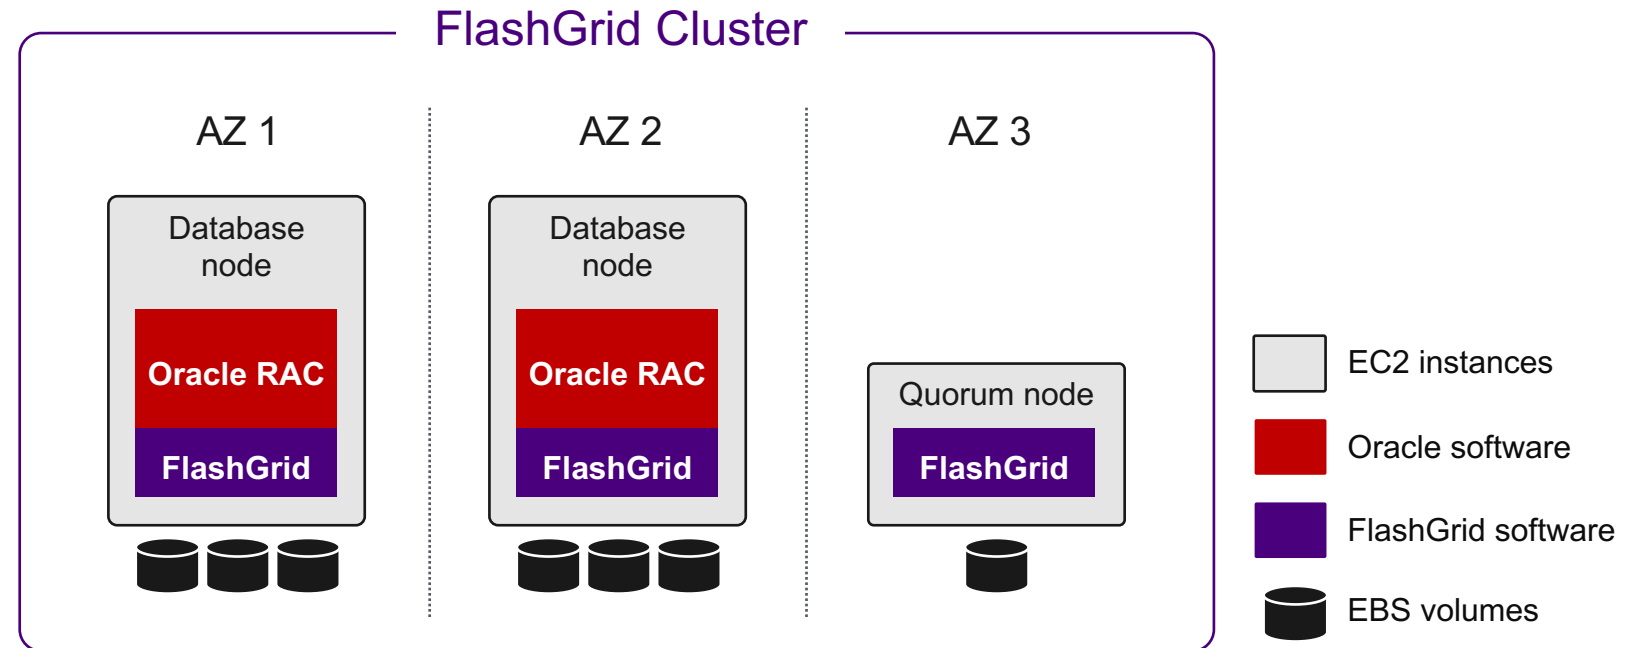 FlashGrid Cluster
AZ 1
AZ 2
AZ 3
Database
node
Oracle RAC
FlashGrid
Database
node
Oracle RAC
FlashGrid
Quorum node
FlashGrid
EC2 instances
Oracle software
FlashGrid software
EBS volumes